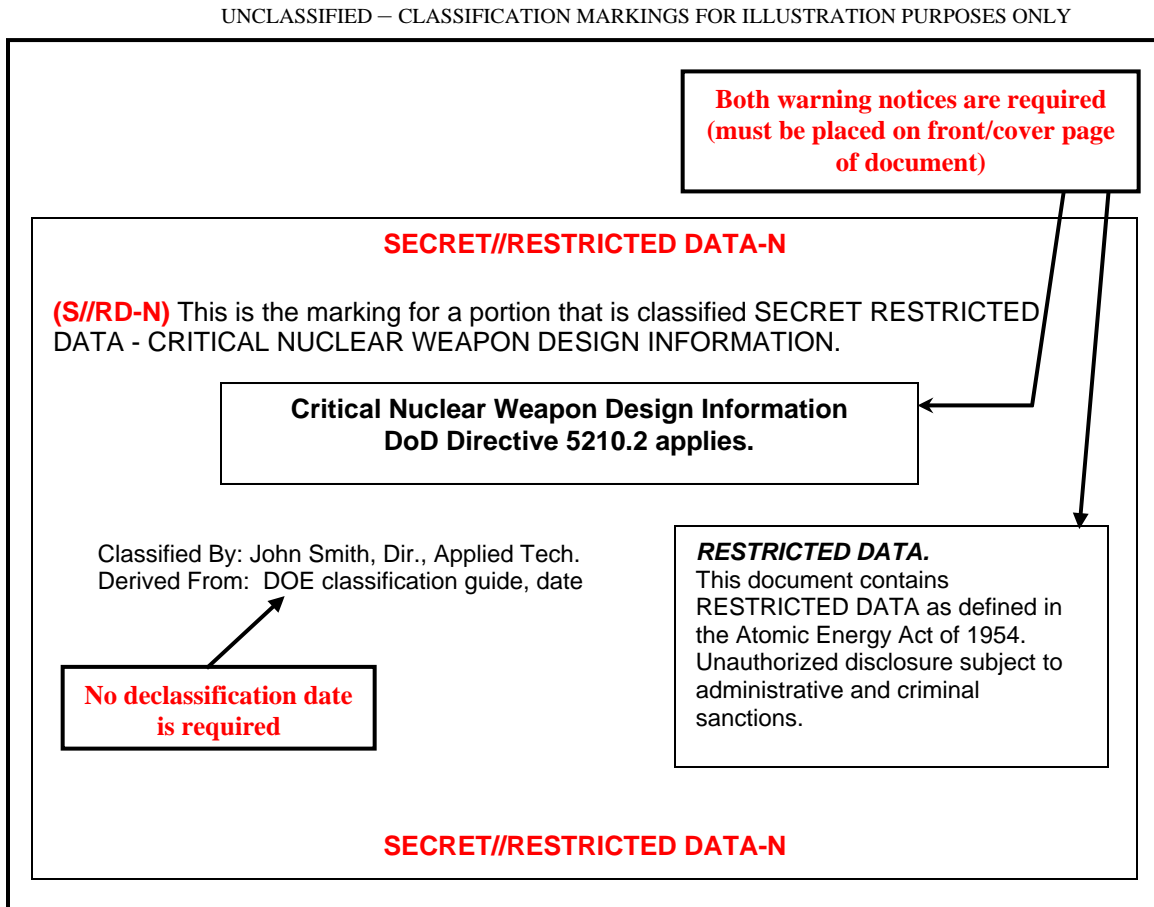 UNCLASSIFIED – CLASSIFICATION MARKINGS FOR ILLUSTRATION PURPOSES ONLY
Both warning notices are required
(must be placed on front/cover page
of document)
SECRET//RESTRICTED DATA-N
(S//RD-N) This is the marking for a portion that is classified SECRET RESTRICTED
DATA - CRITICAL NUCLEAR WEAPON DESIGN INFORMATION.
Critical Nuclear Weapon Design Information
DoD Directive 5210.2 applies.
Classified By: John Smith, Dir., Applied Tech.
Derived From: DOE classification guide, date
No declassification date
is required
RESTRICTED DATA.
This document contains
RESTRICTED DATA as defined in
the Atomic Energy Act of 1954.
Unauthorized disclosure subject to
administrative and criminal
sanctions.
SECRET//RESTRICTED DATA-N